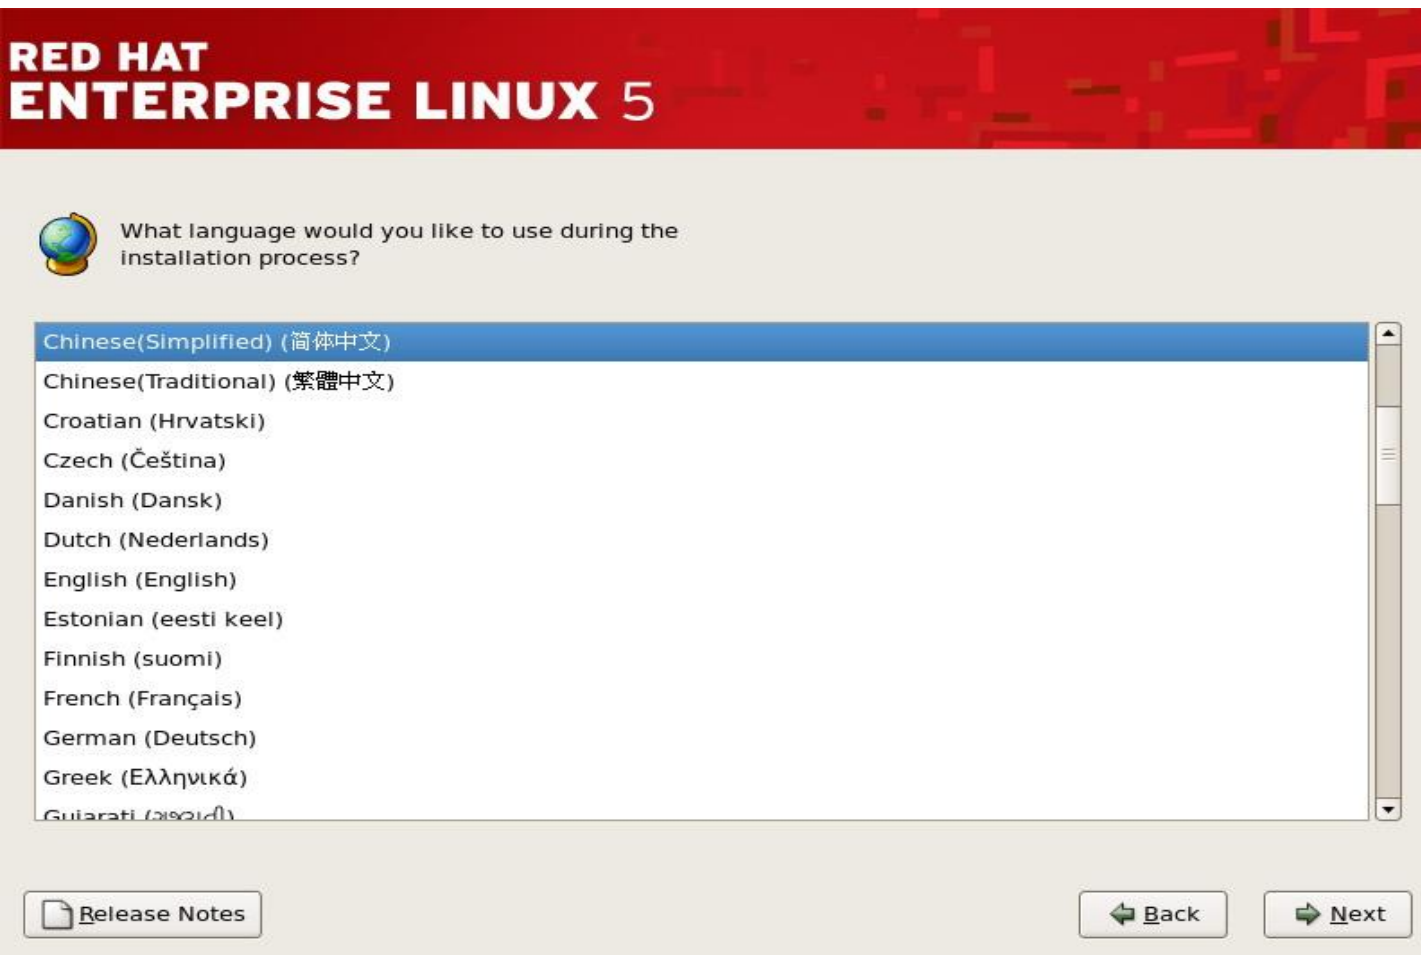 RED HAT
ENTERPRISE LINUX 5
What language would you like to use during the
installation process?
Chinese(Simplified) (简体中文)
Chinese(Traditional) (繁體中文)
Croatian (Hrvatski)
Czech (Čeština)
Danish (Dansk)
Dutch (Nederlands)
English (English)
Estonian (eesti keel)
Finnish (suomi)
French (Français)
German (Deutsch)
Greek (Ελληνικά)
Gujarati (ગુજરાતી)
Release Notes
Back
Next